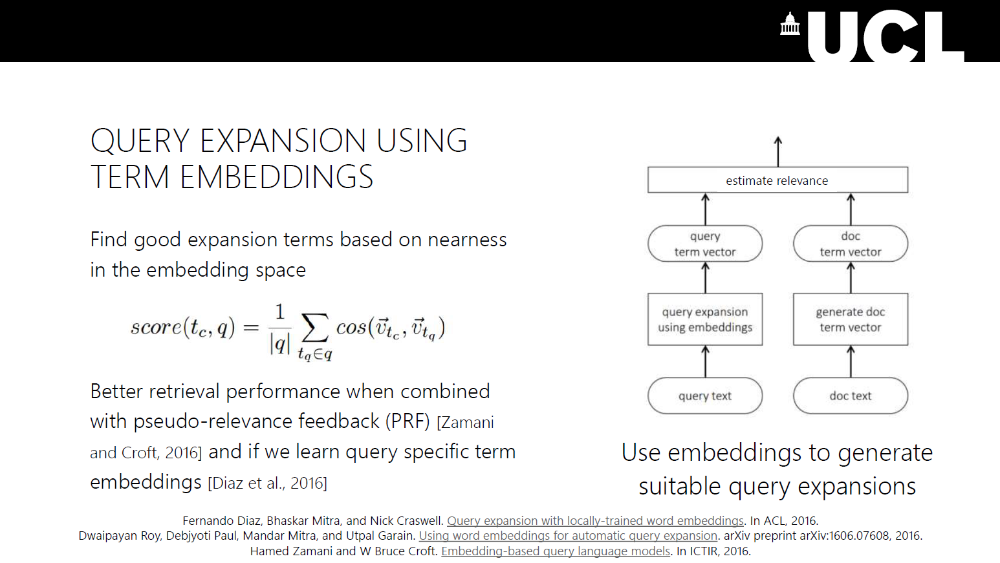 UCL
QUERY EXPANSION USING
TERM EMBEDDINGS
Find good expansion terms based on nearness
in the embedding space
score(t_c, q) = \frac{1}{|q|} \sum_{t_q \in q} cos(\vec{v}_{t_c}, \vec{v}_{t_q})
Better retrieval performance when combined
with pseudo-relevance feedback (PRF) [Zamani
and Croft, 2016] and if we learn query specific term
embeddings [Diaz et al., 2016]
estimate relevance
query
term vector
doc
term vector
query expansion
using embeddings
generate doc
term vector
query text
doc text
Use embeddings to generate
suitable query expansions
Fernando Diaz, Bhaskar Mitra, and Nick Craswell. Query expansion with locally-trained word embeddings. In ACL, 2016.
Dwaipayan Roy, Debjyoti Paul, Mandar Mitra, and Utpal Garain. Using word embeddings for automatic query expansion. arXiv preprint arXiv:1606.07608, 2016.
Hamed Zamani and W Bruce Croft. Embedding-based query language models. In ICTIR, 2016.